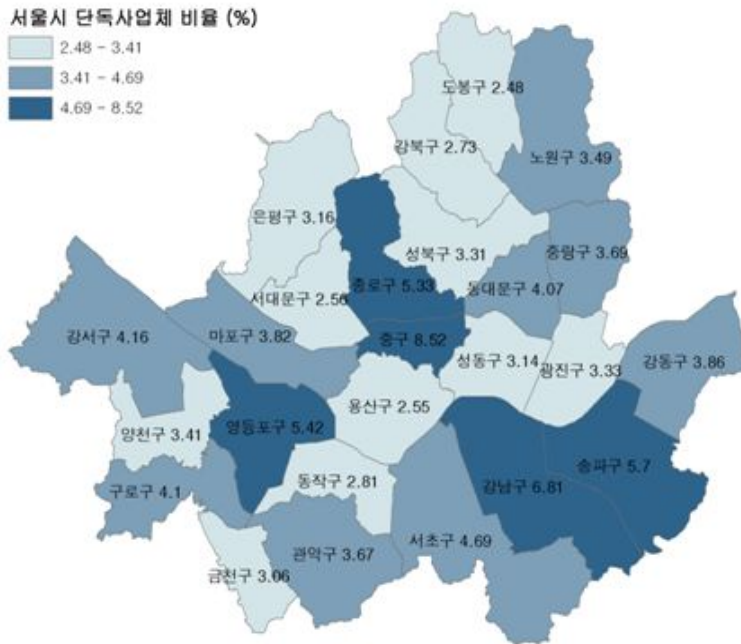 서울시 단독사업체 비율 (%)
2.48 - 3.41
3.41 - 4.69
4.69 - 8.52
도봉구 2.48
강북구 2.73
노원구 3.49
은평구 3.16
성북구 3.31
중랑구 3.69
종로구 5.33
동대문구 4.07
서대문구 2.56
강서구 4.16
마포구 3.82
중구 8.52
성동구 3.14
광진구 3.33
강동구 3.86
용산구 2.55
양천구 3.41
영등포구 5.42
송파구 5.7
동작구 2.81
강남구 6.81
구로구 4.1
서초구 4.69
관악구 3.67
금천구 3.06